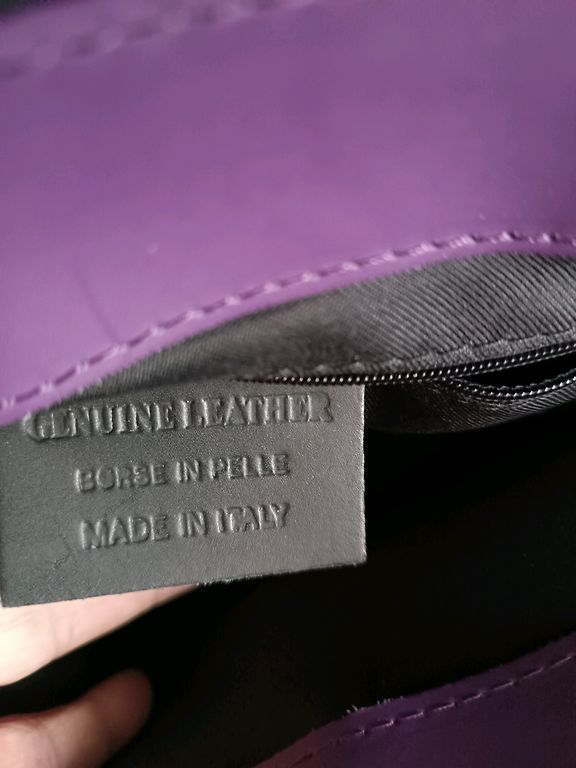 GENUINE LEATHER
BORSE IN PELLE
MADE IN ITALY